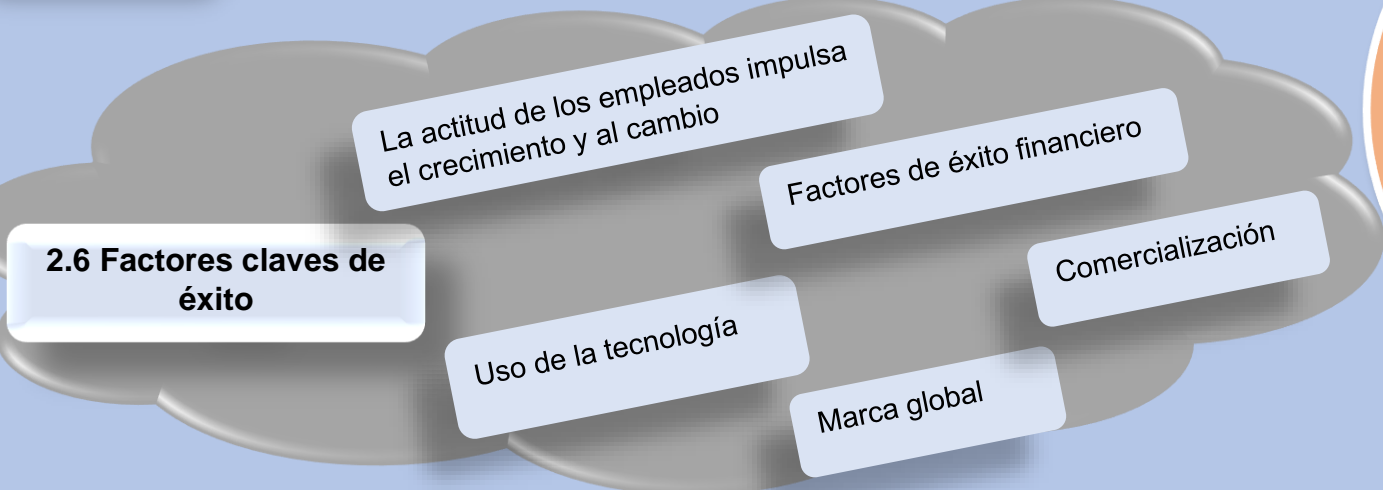 La actitud de los empleados impulsa
el crecimiento y al cambio
Factores de éxito financiero
Comercialización
2.6 Factores claves de
éxito
Uso de la tecnología
Marca global